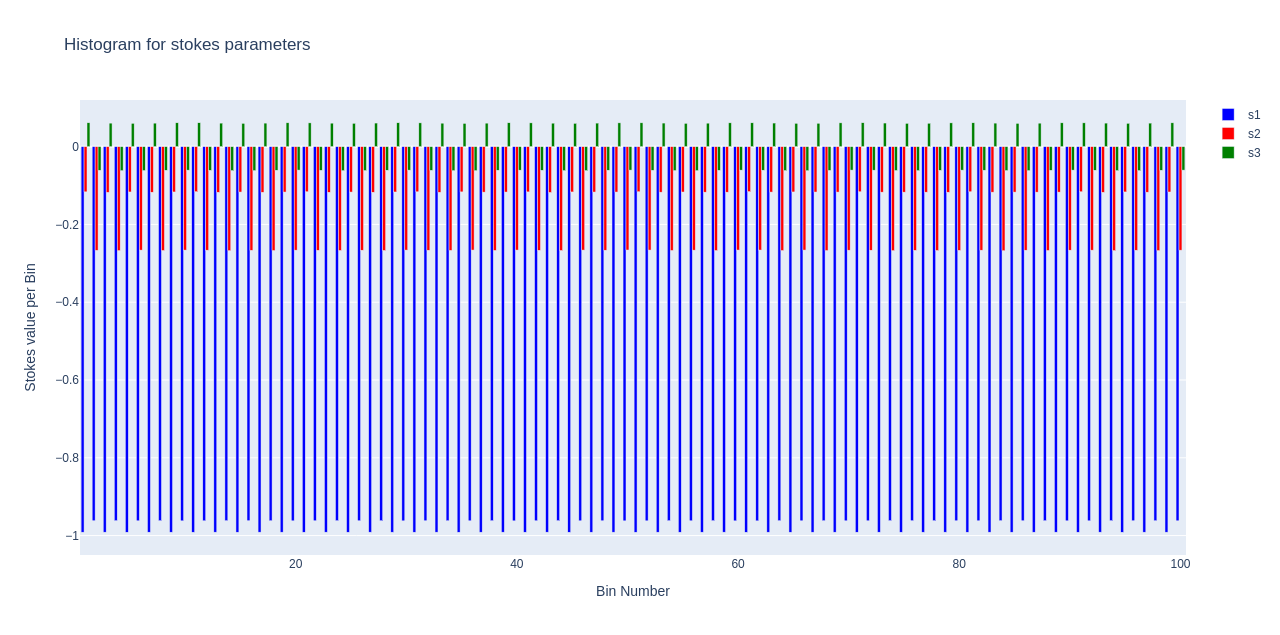 Histogram for stokes parameters
s1
s2
s3
0
−0.2
−0.4
−0.6
−0.8
−1
Stokes value per Bin
20
40
60
80
100
Bin Number